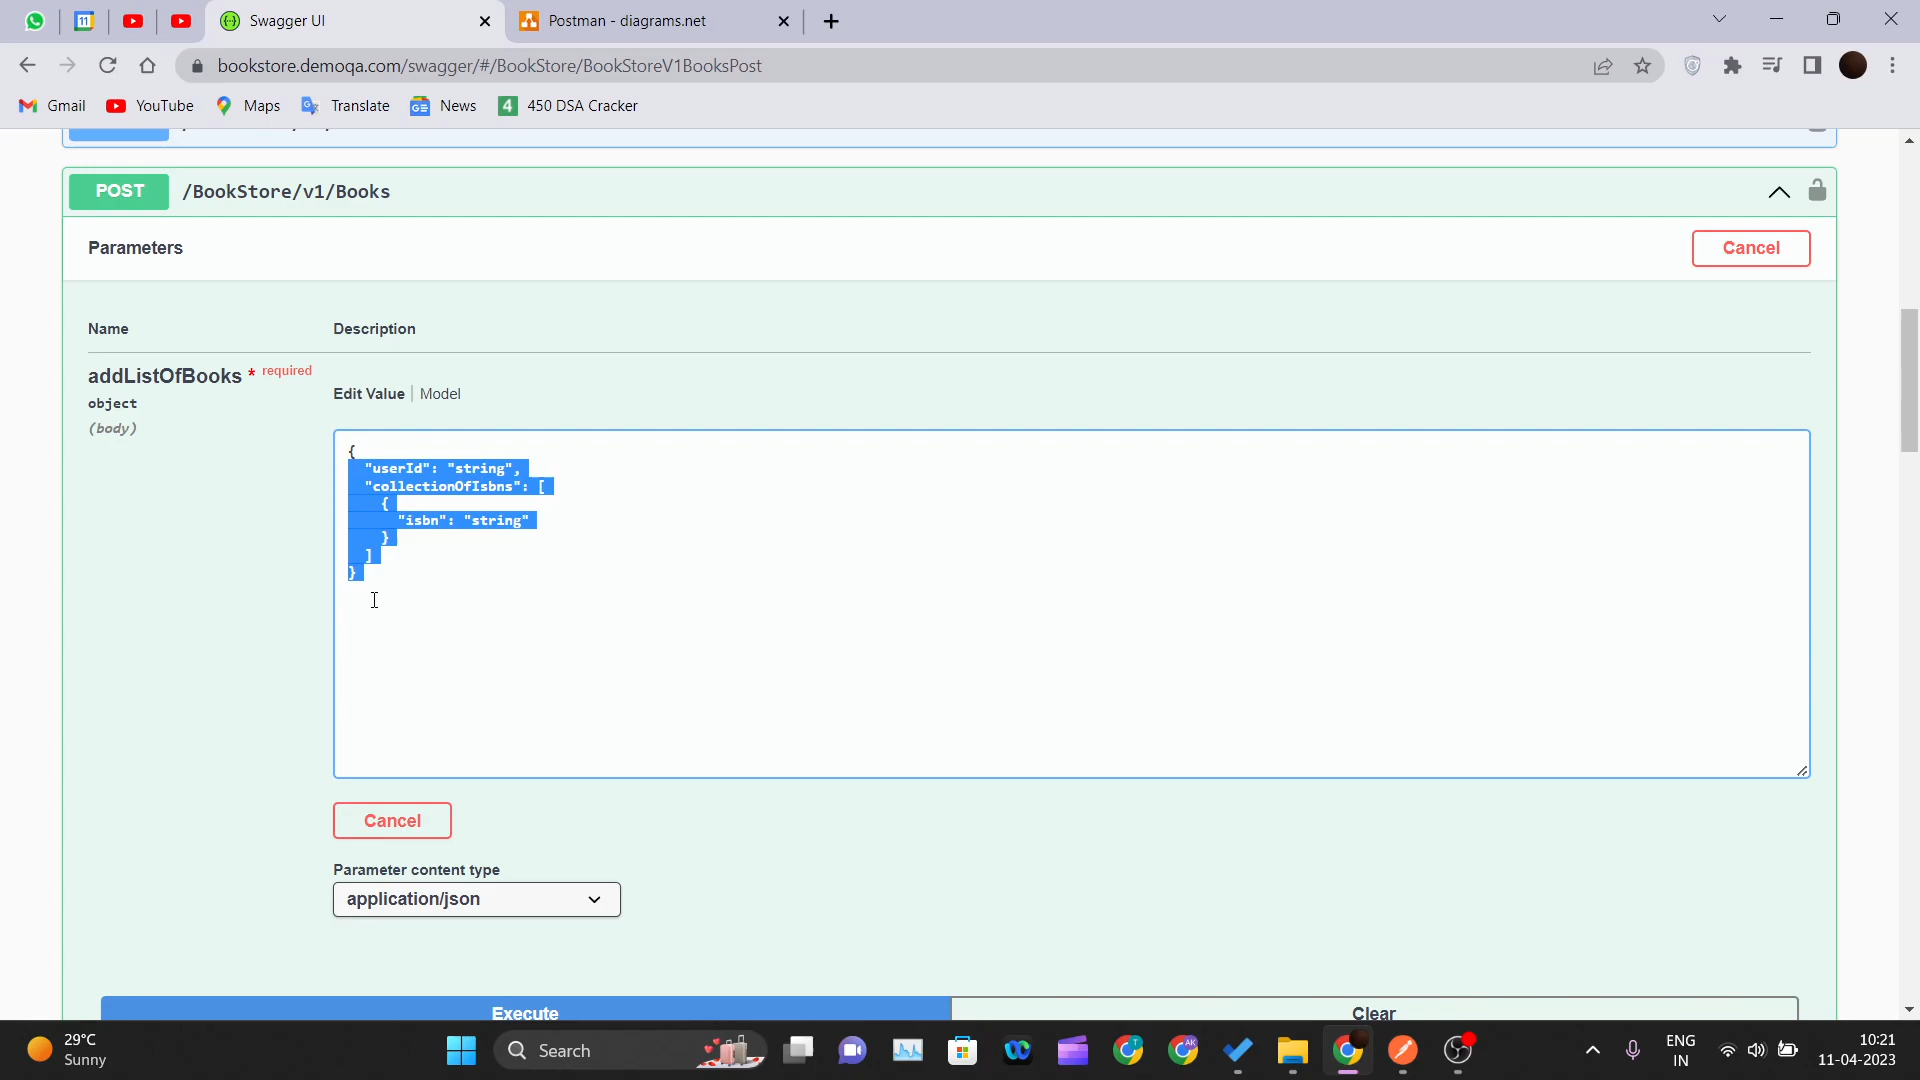 11
Swagger UI
Postman - diagrams.net
bookstore.demoqa.com/swagger/#/BookStore/BookStoreV1BooksPost
Gmail
YouTube
Maps
Translate
News
4
450 DSA Cracker
POST
/BookStore/v1/Books
Parameters
Cancel
Name
Description
addListOfBooks * required
object
(body)
Edit Value | Model
{
"userId": "string",
"collectionOfIsbns": [
{
"isbn": "string"
}
]
}
Cancel
Parameter content type
application/json
Execute
Clear
29°C
Sunny
Search
T
AK
ENG
IN
10:21
11-04-2023